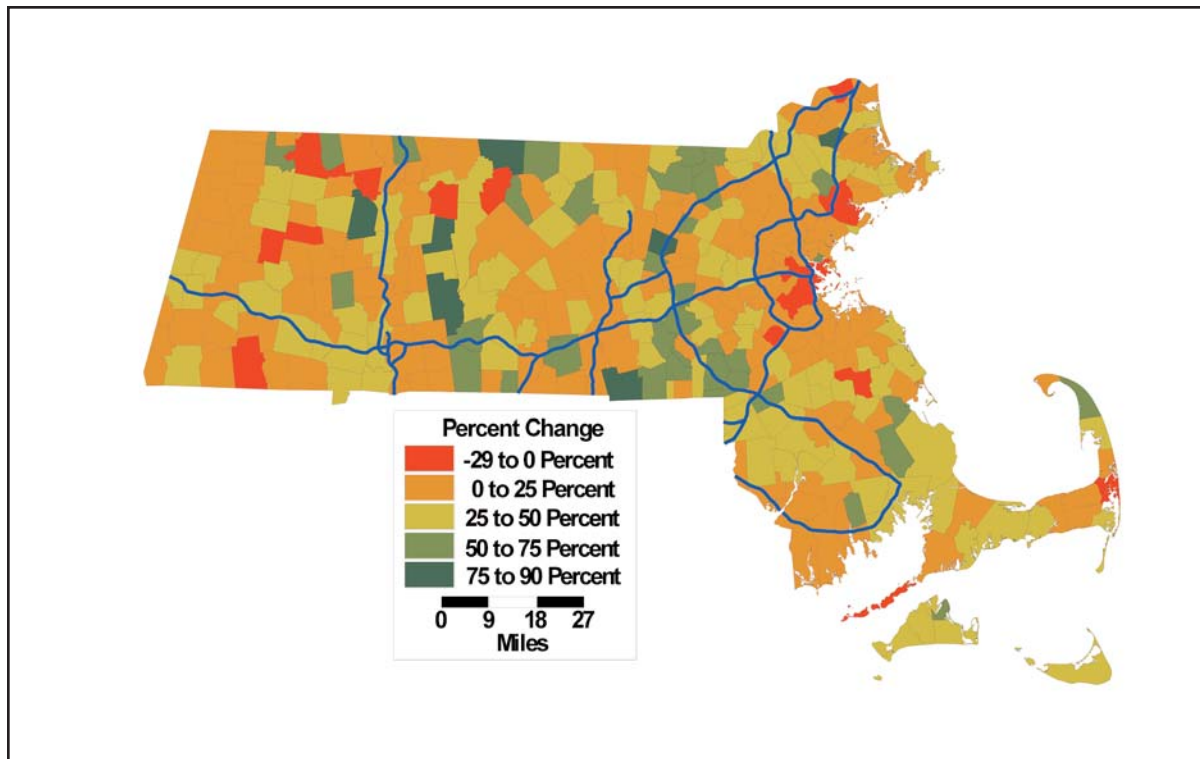 Percent Change
-29 to 0 Percent
0 to 25 Percent
25 to 50 Percent
50 to 75 Percent
75 to 90 Percent
0 9 18 27
Miles